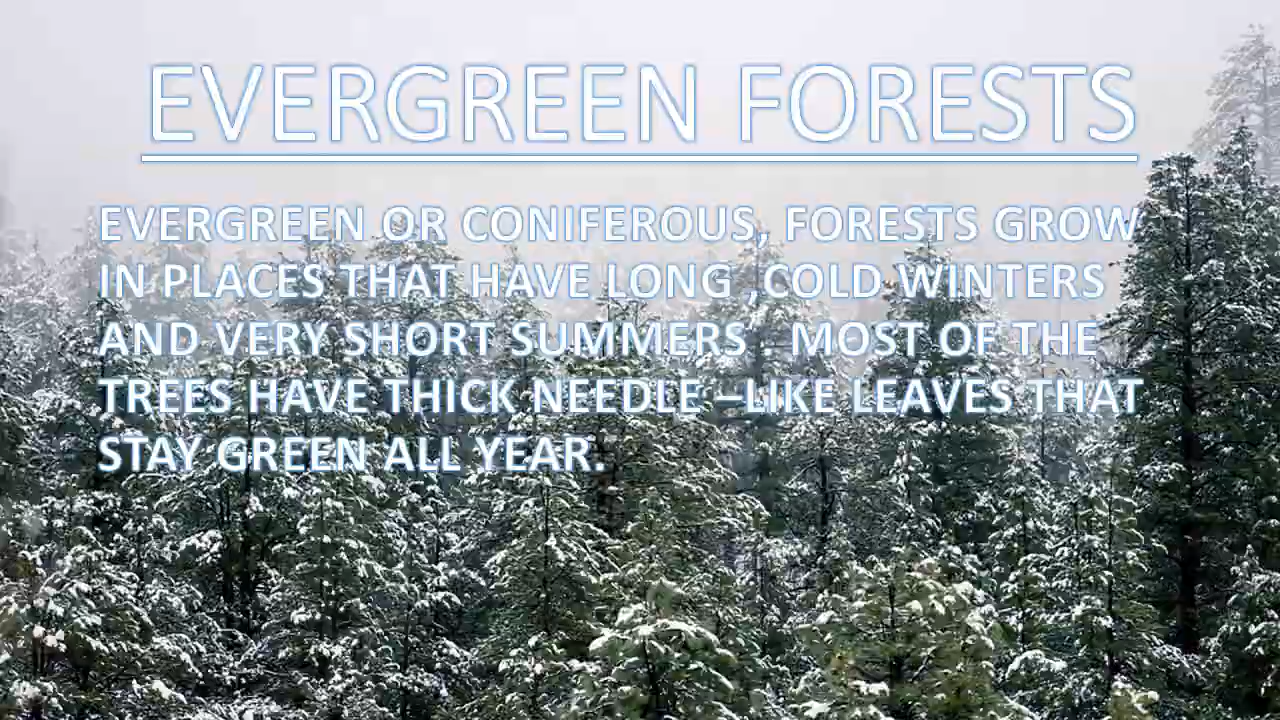 EVERGREEN FORESTS
EVERGREEN OR CONIFEROUS, FORESTS GROW
IN PLACES THAT HAVE LONG ,COLD WINTERS
AND VERY SHORT SUMMERS . MOST OF THE
TREES HAVE THICK NEEDLE –LIKE LEAVES THAT
STAY GREEN ALL YEAR.